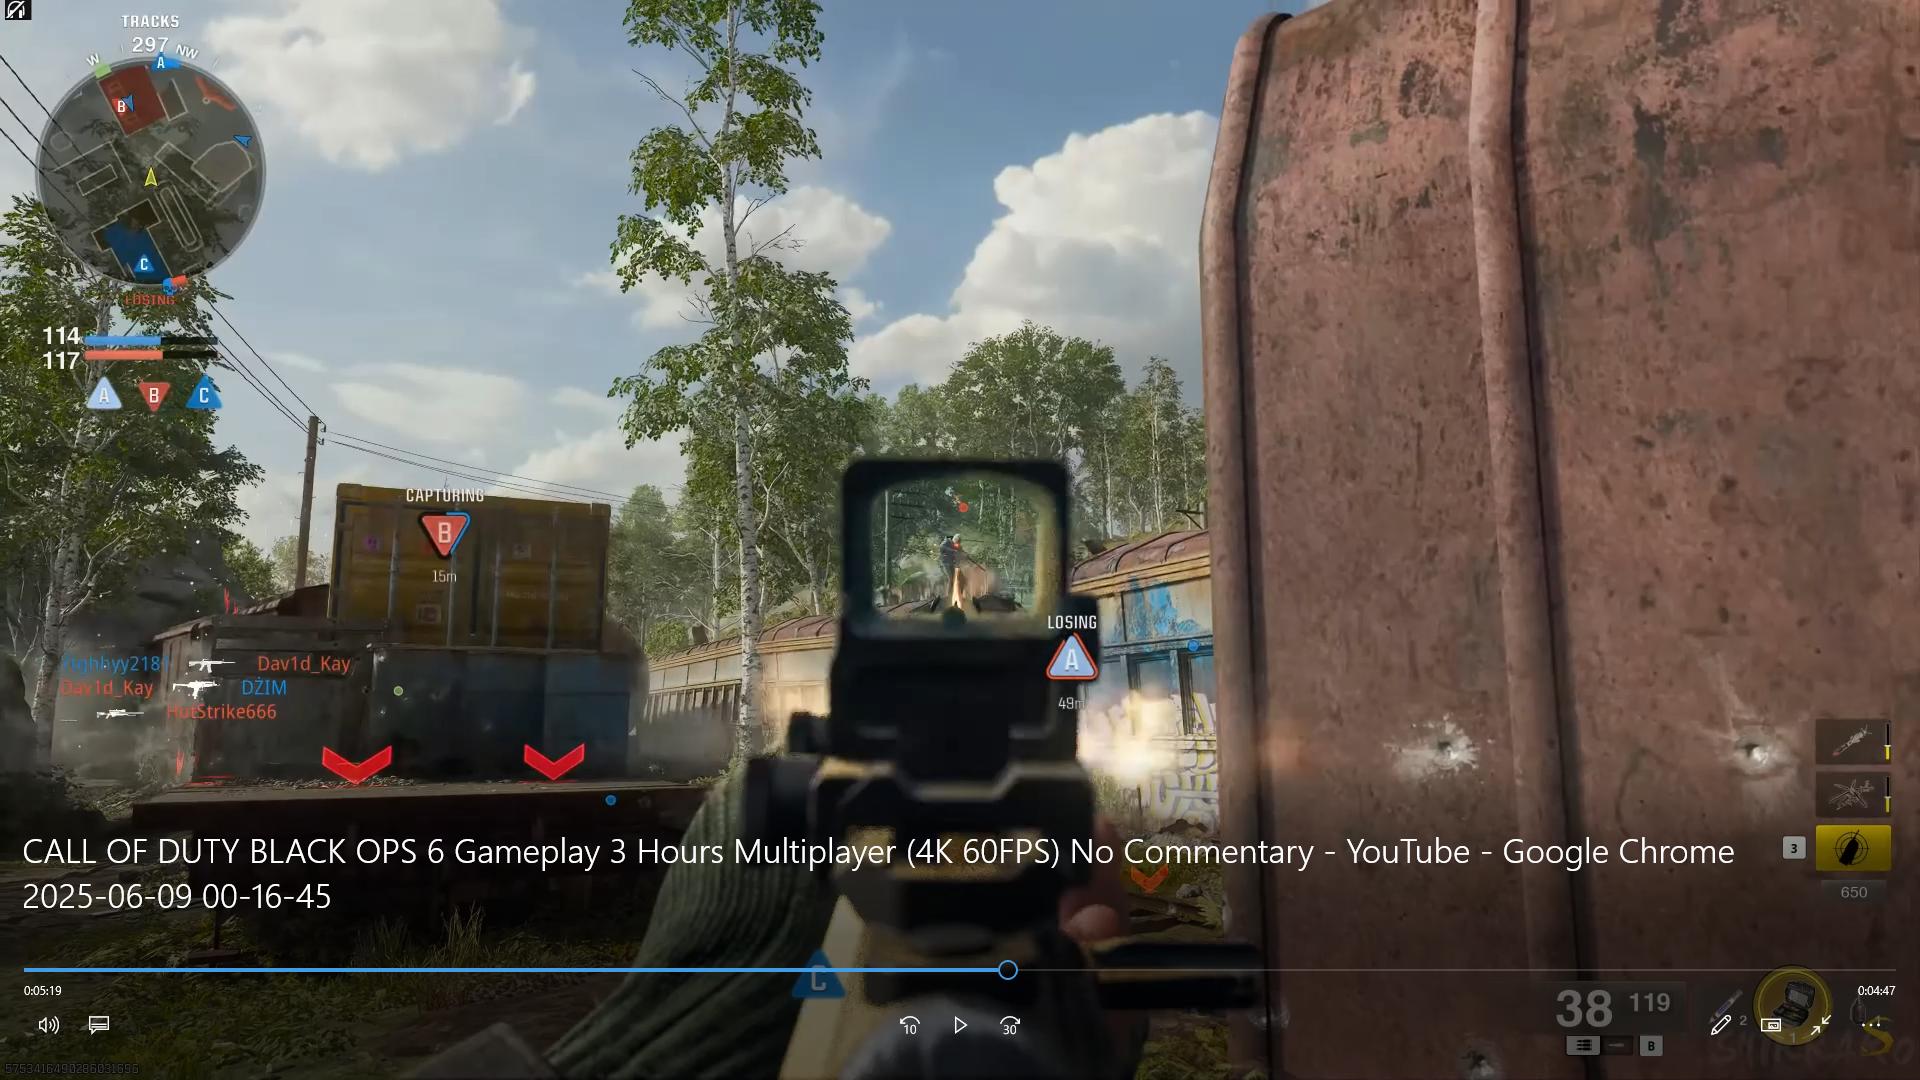 TRACKS
297
W NW
A
B
C
LOSING
114
117
A B C
CAPTURING
B
15m
LOSING
A
49m
Dav1d_Kay
Dav1d_Kay DŻIM
HutStrike666
3
650
CALL OF DUTY BLACK OPS 6 Gameplay 3 Hours Multiplayer (4K 60FPS) No Commentary - YouTube - Google Chrome
2025-06-09 00-16-45
C
0:05:19
0:04:47
10
30
38 119
2
B
1